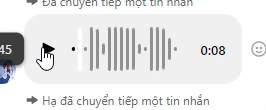 Đã chuyển tiếp một tin nhắn
45
0:08
Hạ đã chuyển tiếp một tin nhắn